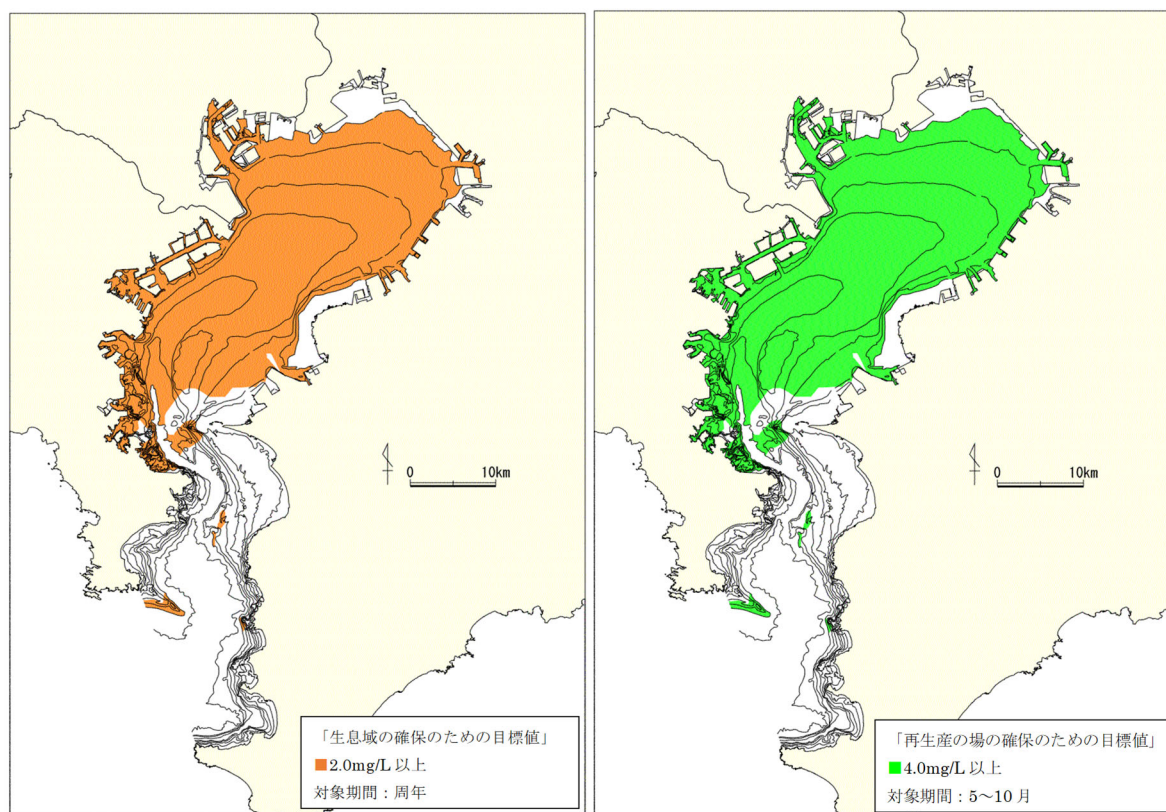 0 10km
「生息域の確保のための目標値」
■2.0mg/L 以上
対象期間：周年
0 10km
「再生産の場の確保のための目標値」
■4.0mg/L 以上
対象期間：5～10 月